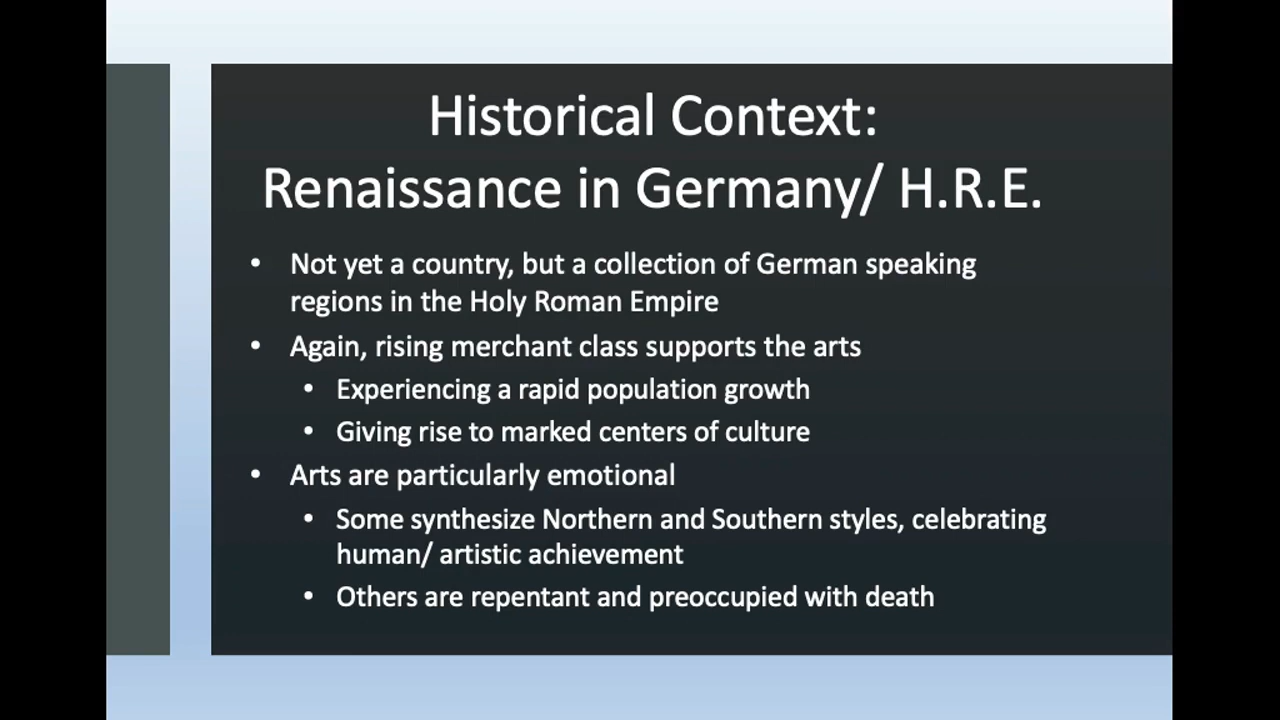 Historical Context:
Renaissance in Germany/ H.R.E.
• Not yet a country, but a collection of German speaking
regions in the Holy Roman Empire
• Again, rising merchant class supports the arts
• Experiencing a rapid population growth
• Giving rise to marked centers of culture
• Arts are particularly emotional
• Some synthesize Northern and Southern styles, celebrating
human/ artistic achievement
• Others are repentant and preoccupied with death